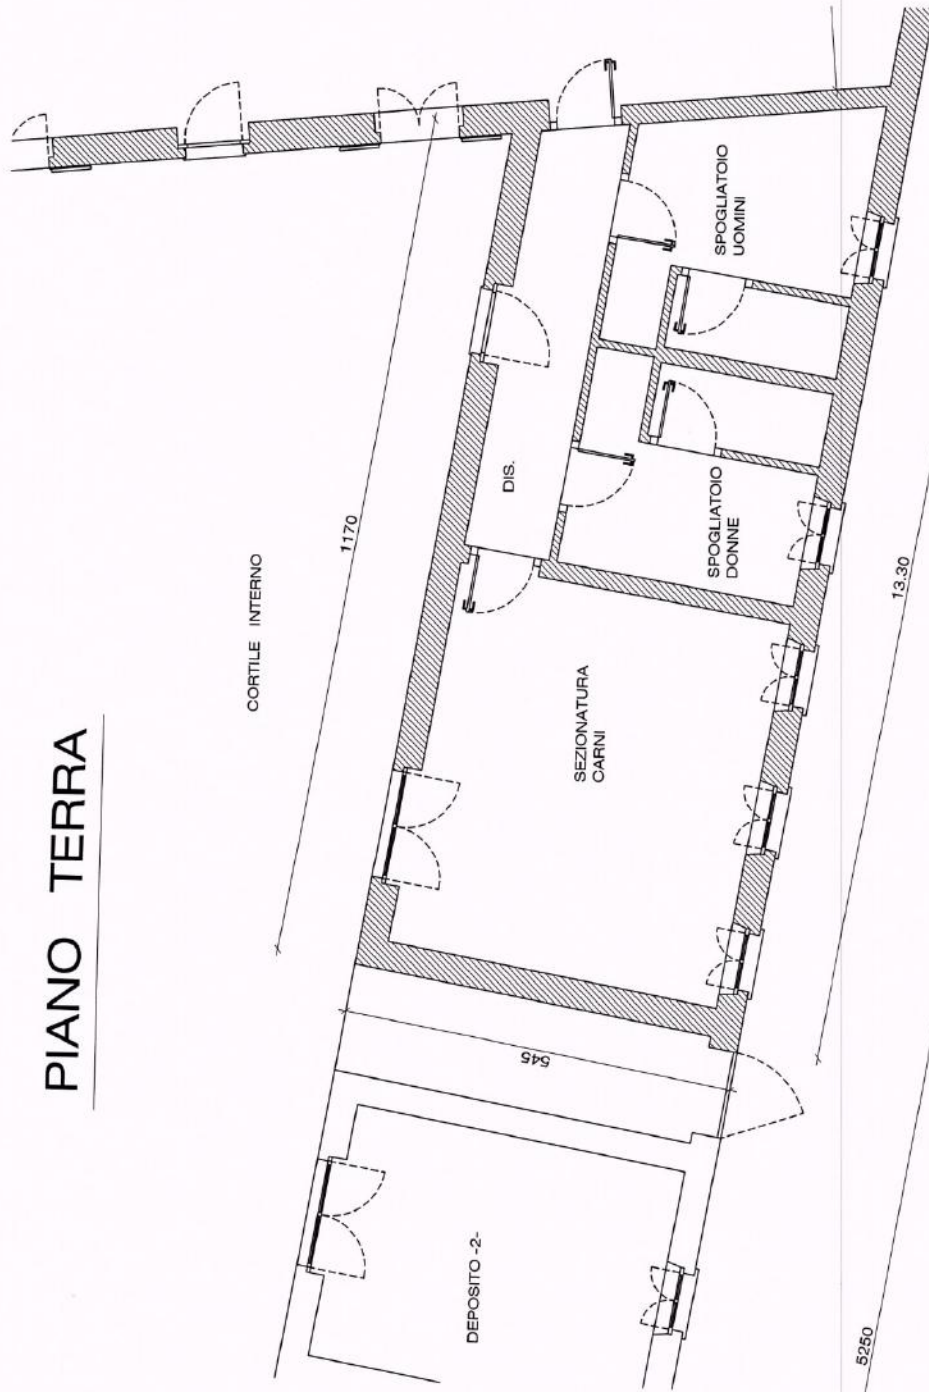 PIANO TERRA
CORTILE INTERNO
1170
DIS.
SPOGLIATOIO
UOMINI
SPOGLIATOIO
DONNE
SEZIONATURA
CARNI
13.30
545
DEPOSITO -2-
5250